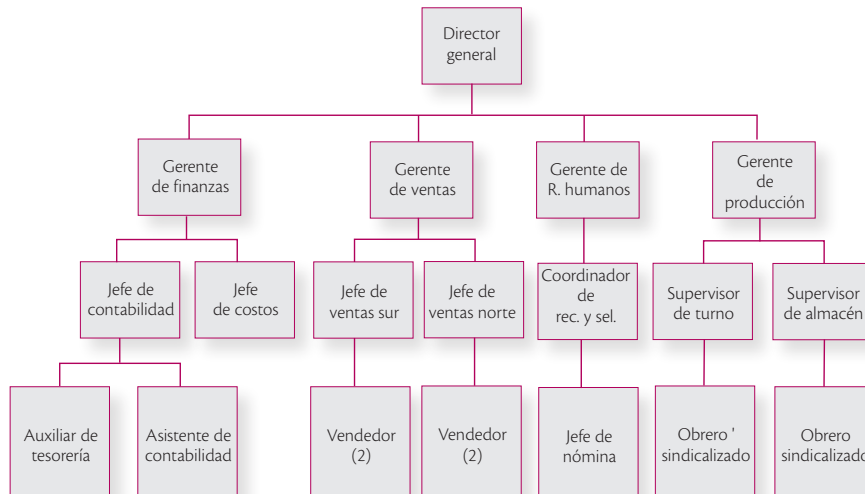 Director
general
Gerente
de finanzas
Gerente
de ventas
Gerente de
R. humanos
Gerente
de
producción
Jefe de
contabilidad
Jefe
de costos
Jefe de
ventas sur
Jefe de
ventas norte
Coordinador
de
rec. y sel.
Supervisor
de turno
Supervisor
de almacén
Auxiliar de
tesorería
Asistente de
contabilidad
Vendedor
(2)
Vendedor
(2)
Jefe de
nómina
Obrero '
sindicalizado
Obrero
sindicalizado